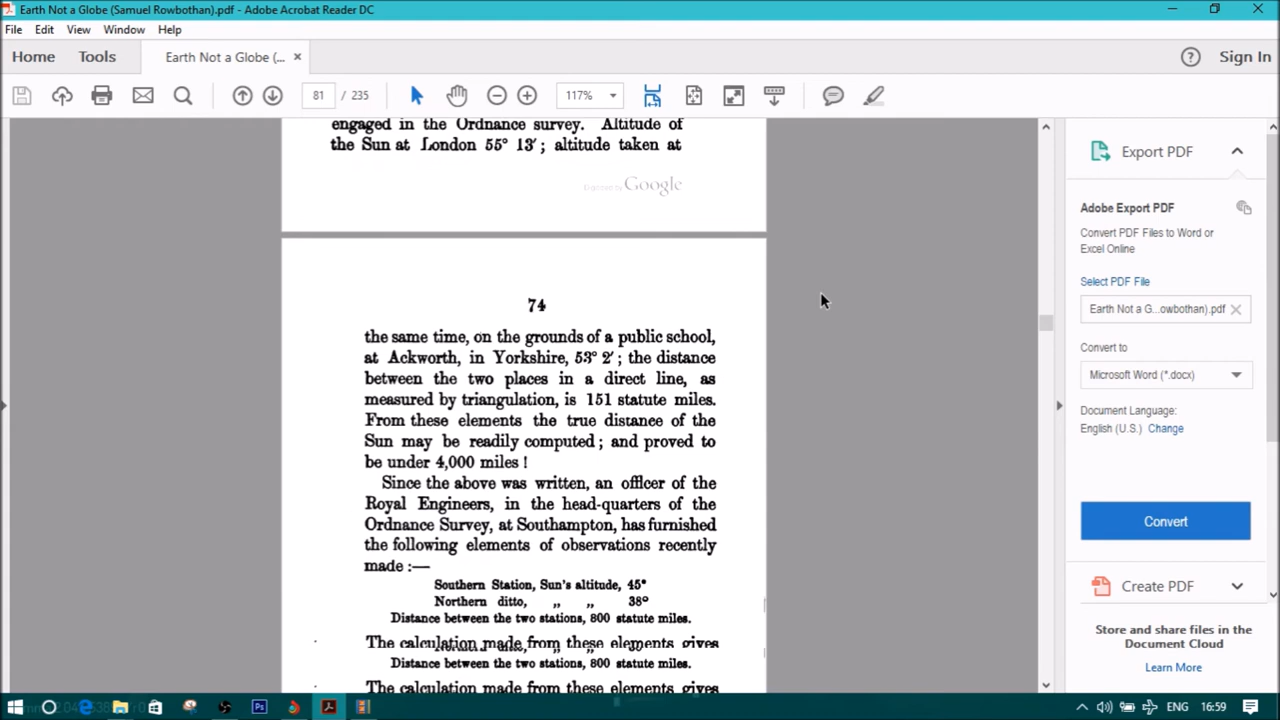 Earth Not a Globe (Samuel Rowbothan).pdf - Adobe Acrobat Reader DC
File Edit View Window Help
Home Tools Earth Not a Globe (... × Sign In
81 / 235 117%
engaged in the Ordnance survey. Altitude of
the Sun at London 55° 13′; altitude taken at
Digitized by Google
74
the same time, on the grounds of a public school,
at Ackworth, in Yorkshire, 53° 2′; the distance
between the two places in a direct line, as
measured by triangulation, is 151 statute miles.
From these elements the true distance of the
Sun may be readily computed; and proved to
be under 4,000 miles!
Since the above was written, an officer of the
Royal Engineers, in the head-quarters of the
Ordnance Survey, at Southampton, has furnished
the following elements of observations recently
made :—
Southern Station, Sun's altitude, 45°
Northern ditto, „ „ 38°
Distance between the two stations, 800 statute miles.
The calculation made from these elements gives
Distance between the two stations, 800 statute miles.
The calculation made from these elements gives
Export PDF
Adobe Export PDF
Convert PDF Files to Word or
Excel Online
Select PDF File
Earth Not a G...owbothan).pdf
Convert to
Microsoft Word (*.docx)
Document Language:
English (U.S.) Change
Convert
Create PDF
Store and share files in the
Document Cloud
Learn More
ENG 16:59